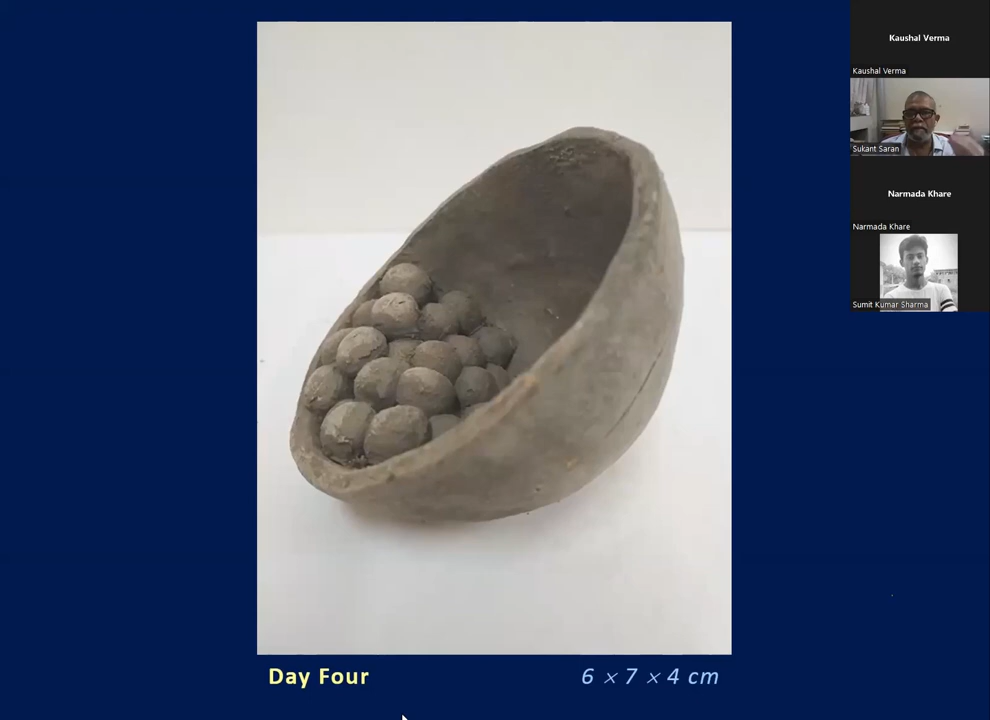 Kaushal Verma
Kaushal Verma
Sukant Saran
Narmada Khare
Narmada Khare
Sumit Kumar Sharma
Day Four
6 × 7 × 4 cm